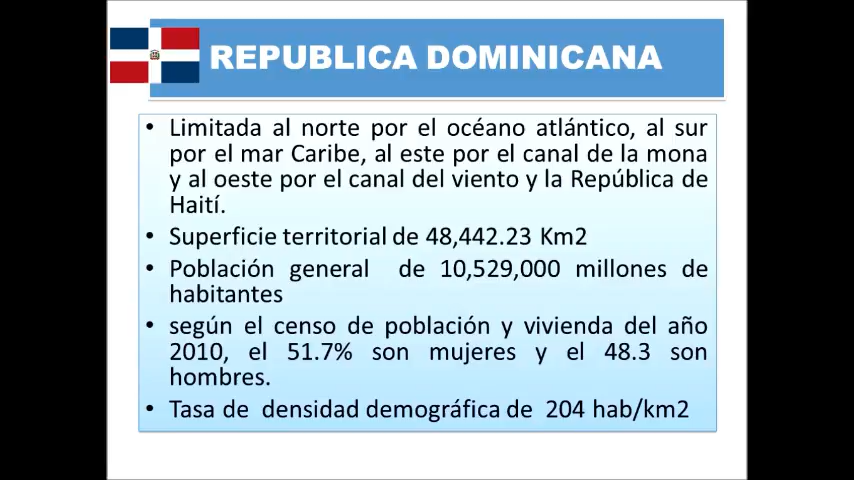 REPUBLICA DOMINICANA
• Limitada al norte por el océano atlántico, al sur
por el mar Caribe, al este por el canal de la mona
y al oeste por el canal del viento y la República de
Haití.
• Superficie territorial de 48,442.23 Km2
• Población general de 10,529,000 millones de
habitantes
• según el censo de población y vivienda del año
2010, el 51.7% son mujeres y el 48.3 son
hombres.
• Tasa de densidad demográfica de 204 hab/km2